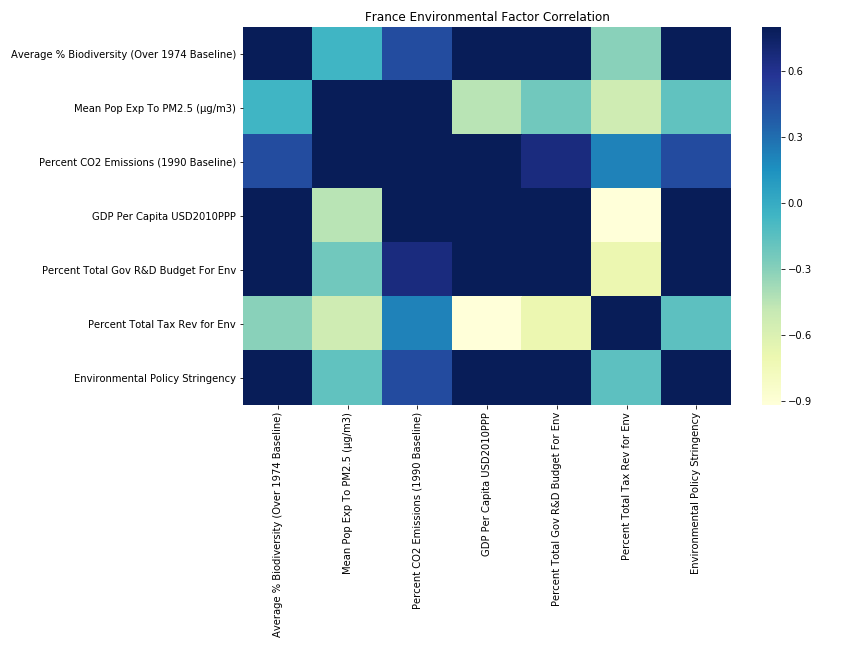 France Environmental Factor Correlation
Average % Biodiversity (Over 1974 Baseline)
Mean Pop Exp To PM2.5 (µg/m3)
Percent CO2 Emissions (1990 Baseline)
GDP Per Capita USD2010PPP
Percent Total Gov R&D Budget For Env
Percent Total Tax Rev for Env
Environmental Policy Stringency
Average % Biodiversity (Over 1974 Baseline)
Mean Pop Exp To PM2.5 (µg/m3)
Percent CO2 Emissions (1990 Baseline)
GDP Per Capita USD2010PPP
Percent Total Gov R&D Budget For Env
Percent Total Tax Rev for Env
Environmental Policy Stringency
0.6
0.3
0.0
−0.3
−0.6
−0.9